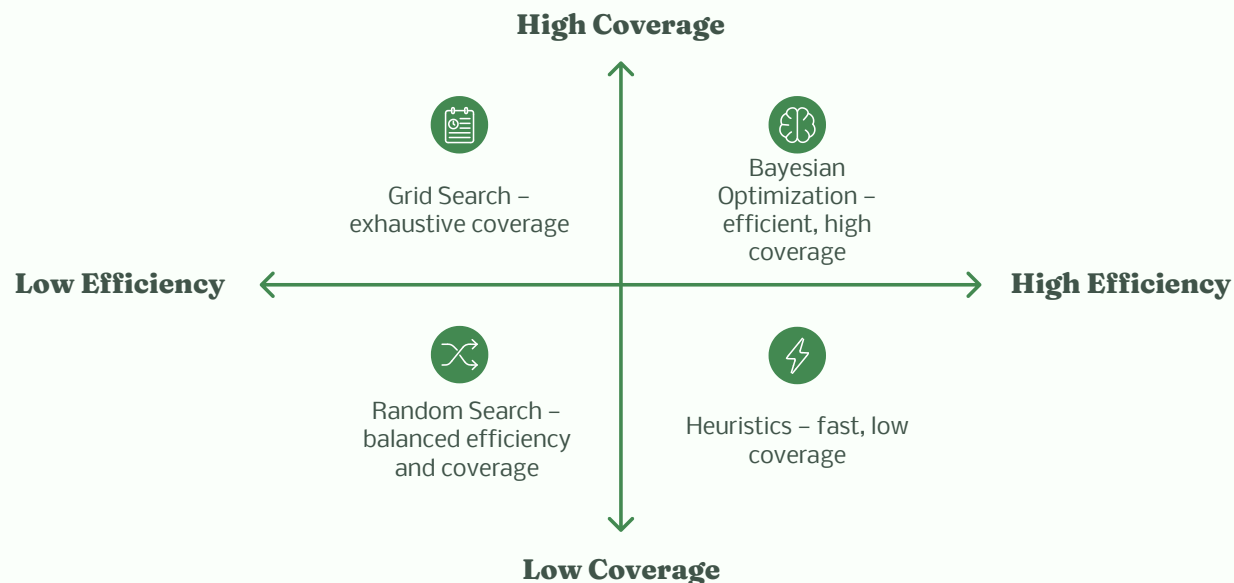 High Coverage
Grid Search –
exhaustive coverage
Bayesian
Optimization –
efficient, high
coverage
Low Efficiency
High Efficiency
Random Search –
balanced efficiency
and coverage
Heuristics – fast, low
coverage
Low Coverage